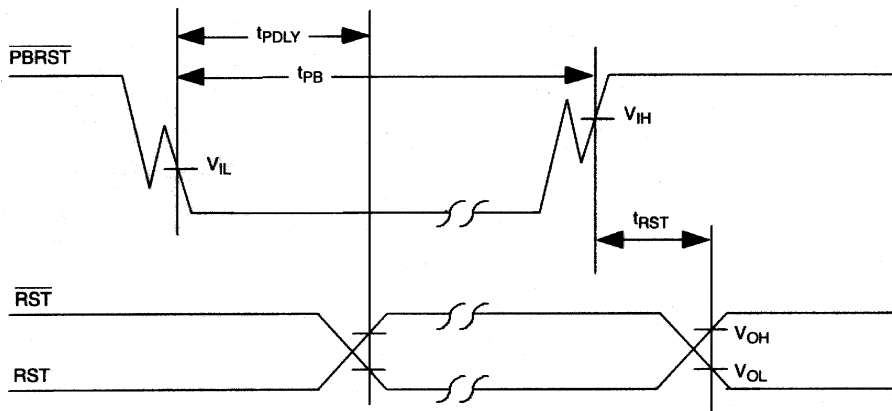 tPDLY
PBRST
tPB
VIH
VIL
tRST
RST
VOH
RST
VOL